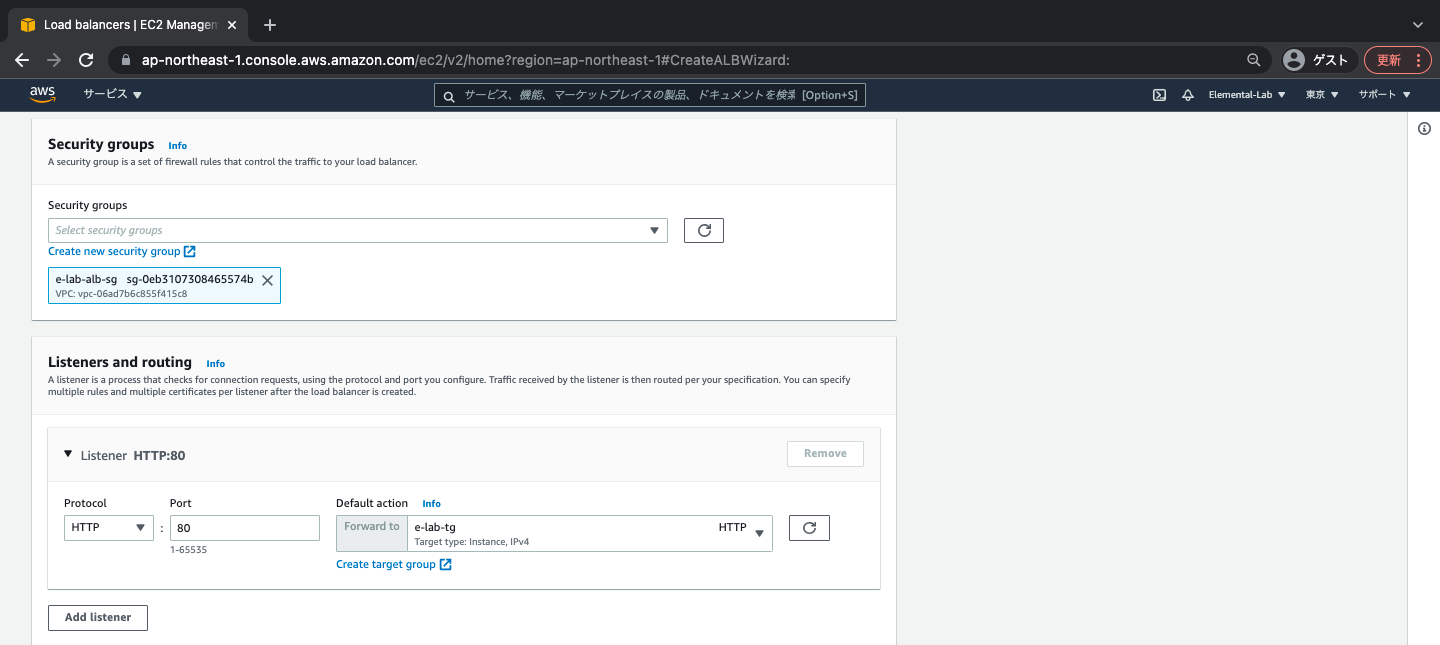 Load balancers | EC2 Managem
ap-northeast-1.console.aws.amazon.com/ec2/v2/home?region=ap-northeast-1#CreateALBWizard:
ゲスト
更新
aws
サービス
サービス、機能、マーケットプレイスの製品、ドキュメントを検索 [Option+S]
Elemental-Lab
東京
サポート
Security groups Info
A security group is a set of firewall rules that control the traffic to your load balancer.
Security groups
Select security groups
Create new security group
e-lab-alb-sg sg-0eb3107308465574b
VPC: vpc-06ad7b6c855f415c8
Listeners and routing Info
A listener is a process that checks for connection requests, using the protocol and port you configure. Traffic received by the listener is then routed per your specification. You can specify
multiple rules and multiple certificates per listener after the load balancer is created.
Listener HTTP:80
Remove
Protocol Port Default action Info
HTTP : 80 Forward to e-lab-tg HTTP
Target type: Instance, IPv4
1-65535
Create target group
Add listener